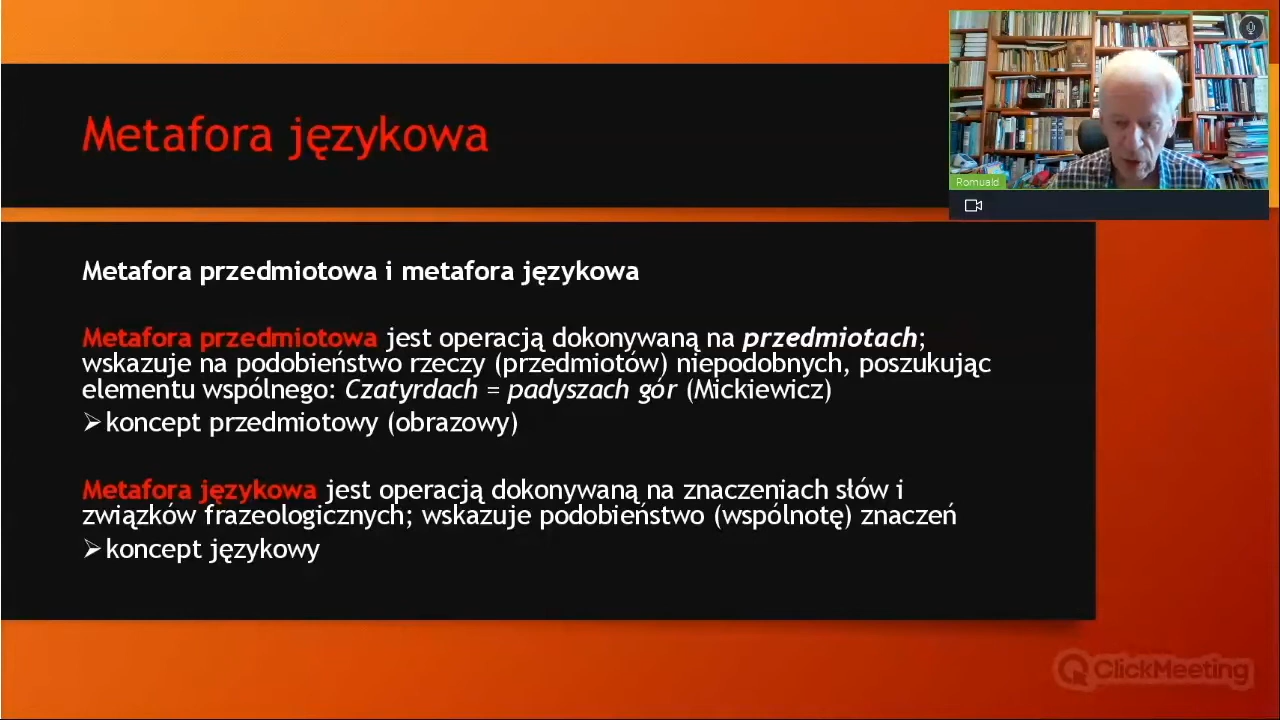 Metafora językowa
Romuald
Metafora przedmiotowa i metafora językowa
Metafora przedmiotowa jest operacją dokonywaną na przedmiotach;
wskazuje na podobieństwo rzeczy (przedmiotów) niepodobnych, poszukując
elementu wspólnego: Czatyrdach = padyszach gór (Mickiewicz)
➢koncept przedmiotowy (obrazowy)
Metafora językowa jest operacją dokonywaną na znaczeniach słów i
związków frazeologicznych; wskazuje podobieństwo (wspólnotę) znaczeń
➢koncept językowy
ClickMeeting